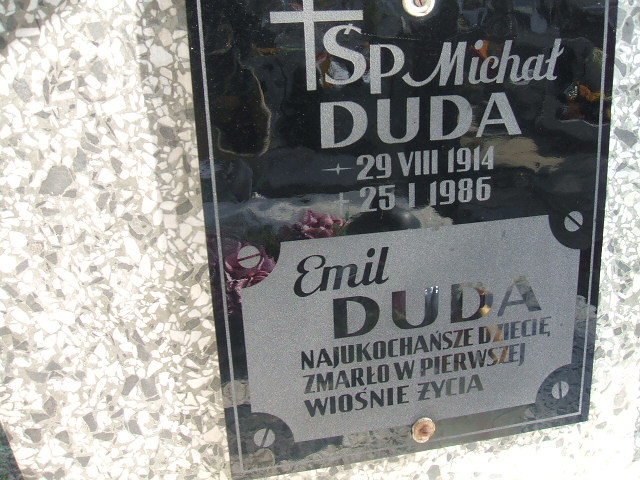 ŚP Michał
DUDA
29 VIII 1914
25 I 1986
Emil
DUDA
NAJUKOCHAŃSZE DZIECIĘ
ZMARŁO W PIERWSZEJ
WIOŚNIE ŻYCIA